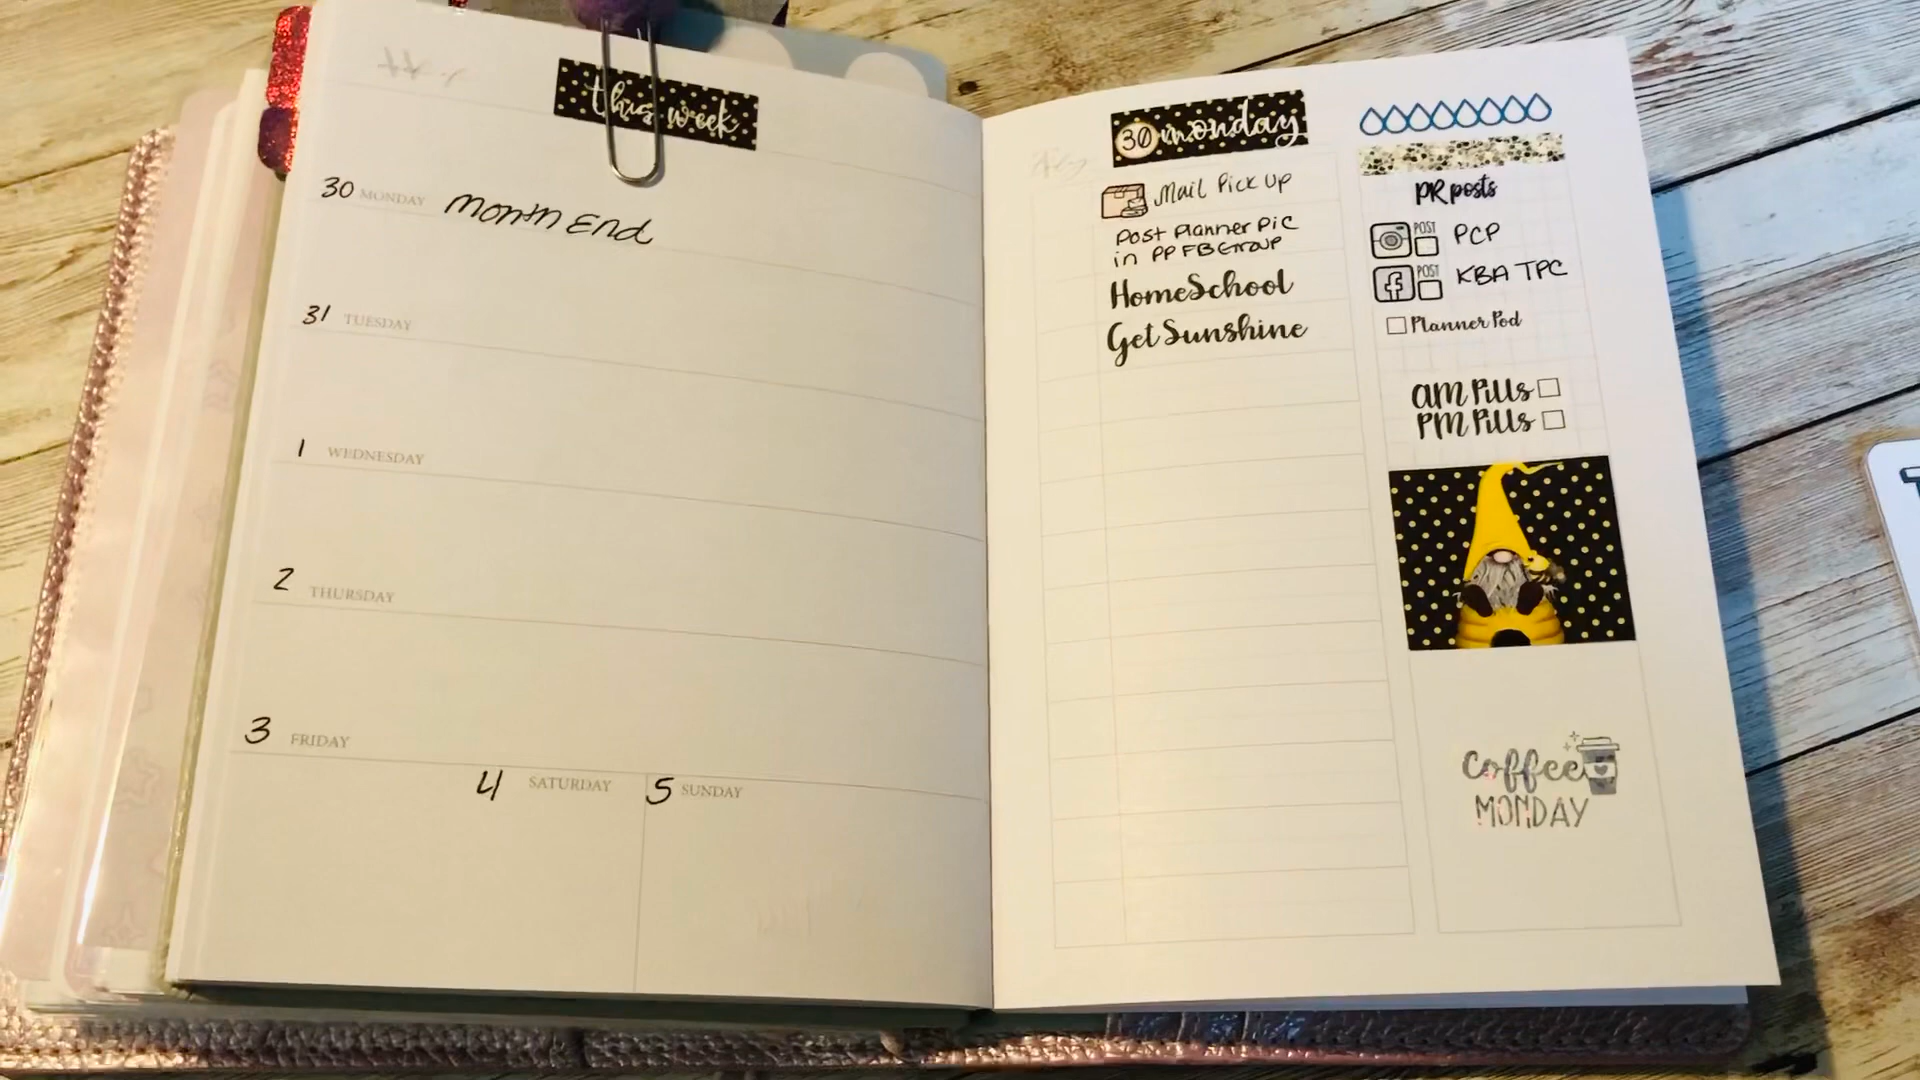 this week
30 MONDAY Month End
31 TUESDAY
1 WEDNESDAY
2 THURSDAY
3 FRIDAY
4 SATURDAY
5 SUNDAY
30 monday
Mail Pick Up
Post Planner Pic
in PP FB Group
HomeSchool
Get Sunshine
PR posts
POST PCP
POST KBA TPC
Planner Pod
AM Pills
PM Pills
coffee
MONDAY